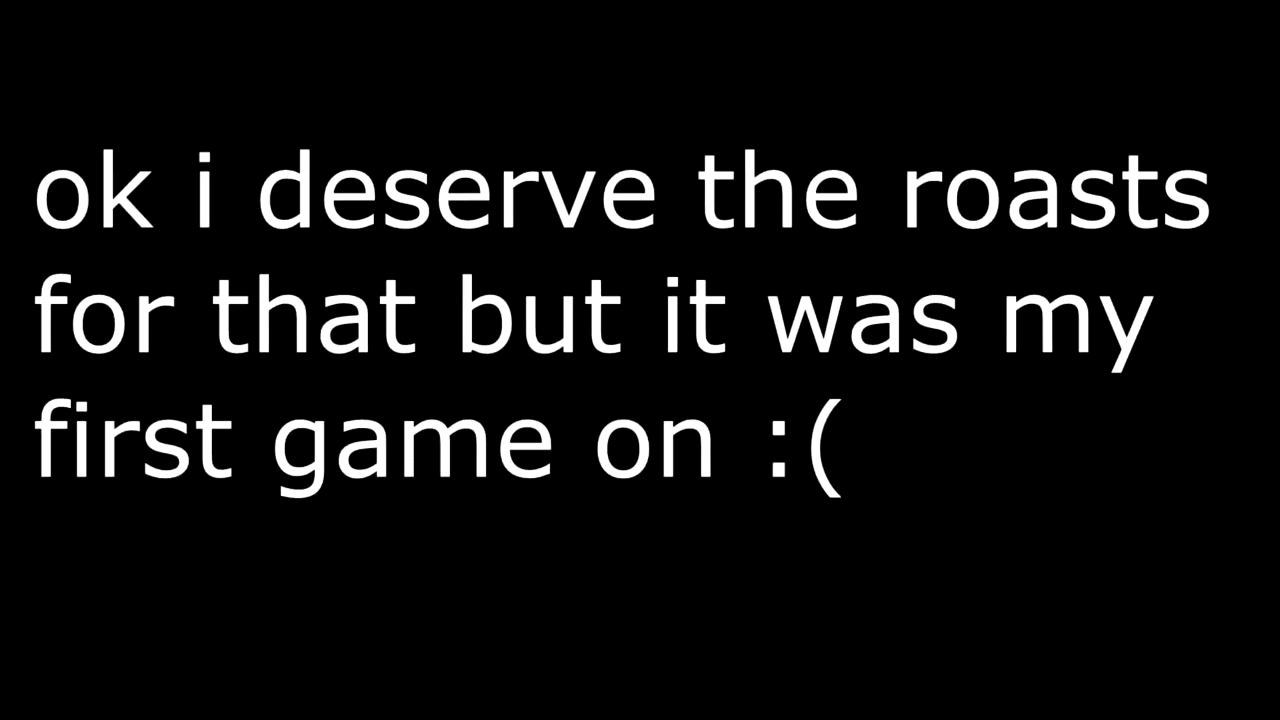 ok i deserve the roasts
for that but it was my
first game on :(